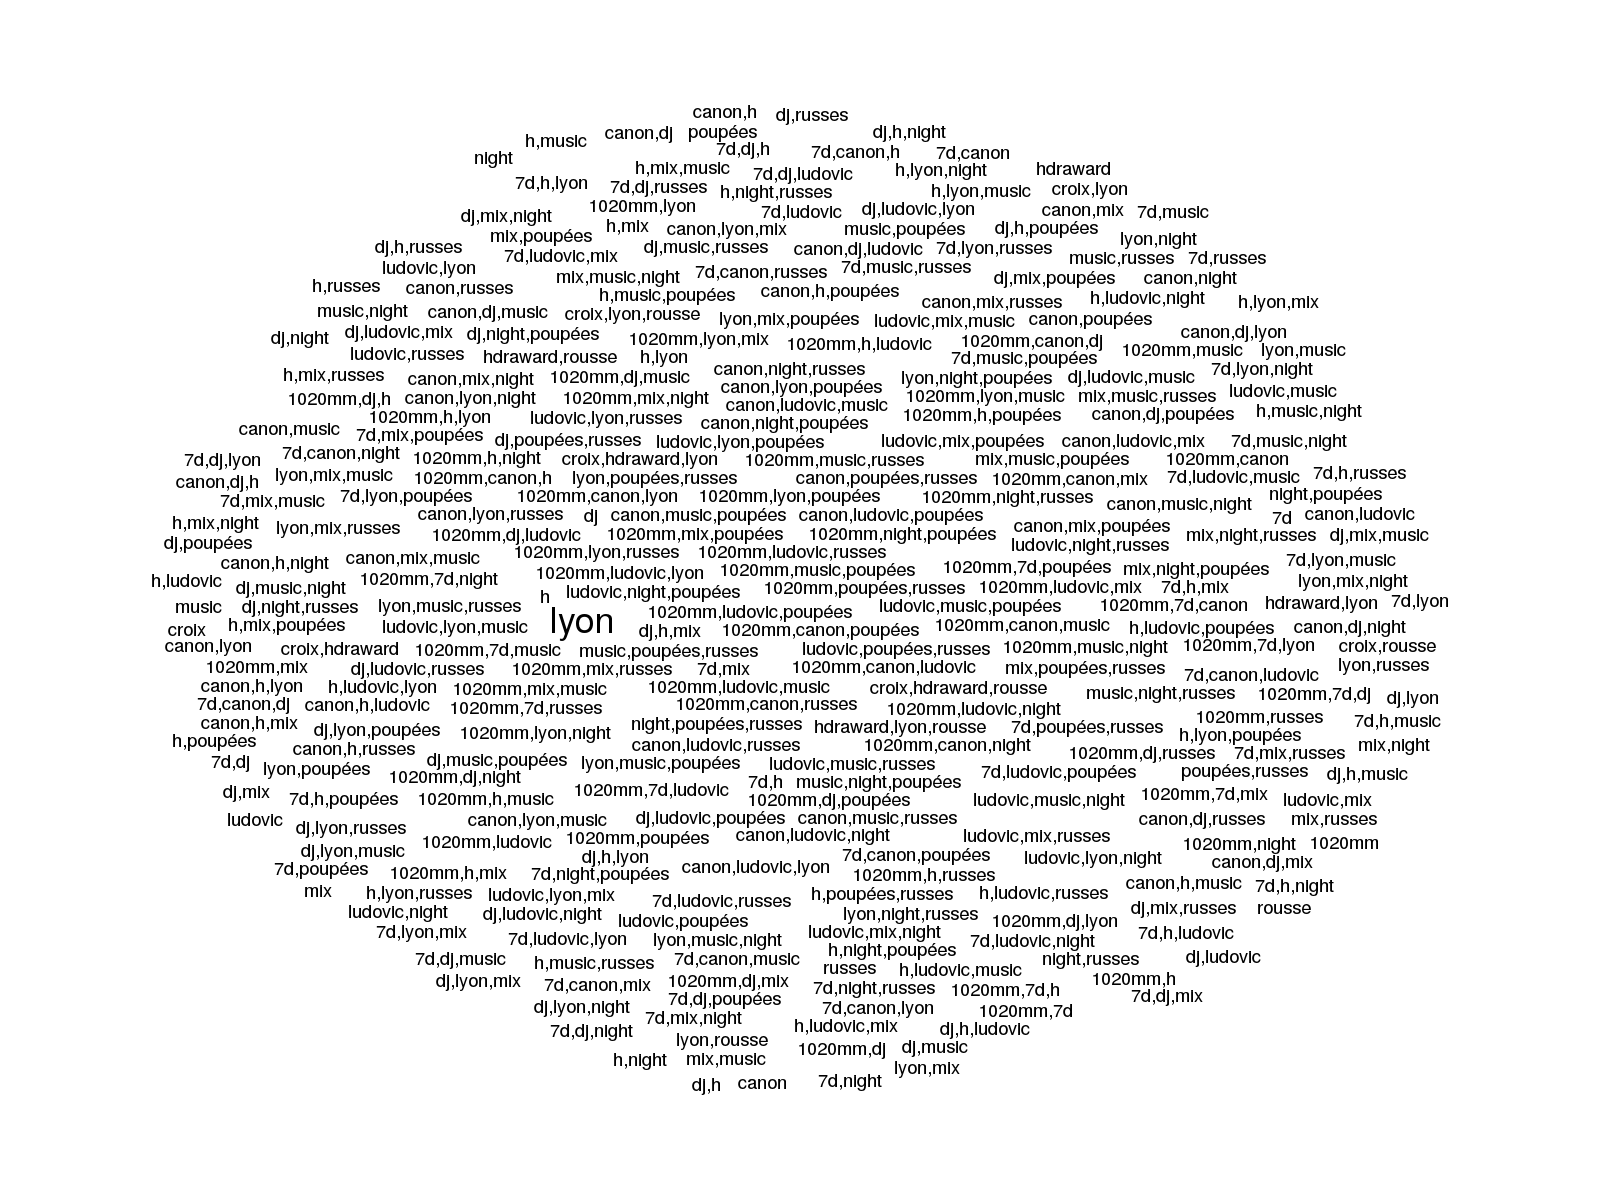 canon,h dj,russes
h,music canon,dj poupées dj,h,night
night 7d,dj,h 7d,canon,h 7d,canon
h,mix,music 7d,dj,ludovic h,lyon,night hdraward
7d,h,lyon 7d,dj,russes h,night,russes h,lyon,music croix,lyon
dj,mix,night 1020mm,lyon 7d,ludovic dj,ludovic,lyon canon,mix 7d,music
mix,poupées h,mix canon,lyon,mix music,poupées dj,h,poupées lyon,night
dj,h,russes 7d,ludovic,mix dj,music,russes canon,dj,ludovic 7d,lyon,russes music,russes 7d,russes
ludovic,lyon mix,music,night 7d,canon,russes 7d,music,russes dj,mix,poupées canon,night
h,russes canon,russes h,music,poupées canon,h,poupées canon,mix,russes h,ludovic,night h,lyon,mix
music,night canon,dj,music croix,lyon,rousse lyon,mix,poupées ludovic,mix,music canon,poupées
dj,night dj,ludovic,mix dj,night,poupées 1020mm,lyon,mix 1020mm,h,ludovic 1020mm,canon,dj canon,dj,lyon
ludovic,russes hdraward,rousse h,lyon 7d,music,poupées 1020mm,music lyon,music
h,mix,russes canon,mix,night 1020mm,dj,music canon,night,russes lyon,night,poupées dj,ludovic,music 7d,lyon,night
1020mm,dj,h canon,lyon,night 1020mm,mix,night canon,lyon,poupées 1020mm,lyon,music mix,music,russes ludovic,music
1020mm,h,lyon ludovic,lyon,russes canon,ludovic,music 1020mm,h,poupées canon,dj,poupées h,music,night
canon,music 7d,mix,poupées dj,poupées,russes canon,night,poupées ludovic,lyon,poupées ludovic,mix,poupées canon,ludovic,mix 7d,music,night
7d,dj,lyon 7d,canon,night 1020mm,h,night croix,hdraward,lyon 1020mm,music,russes mix,music,poupées 1020mm,canon
canon,dj,h lyon,mix,music 1020mm,canon,h lyon,poupées,russes canon,poupées,russes 1020mm,canon,mix 7d,ludovic,music 7d,h,russes
7d,mix,music 7d,lyon,poupées 1020mm,canon,lyon 1020mm,lyon,poupées 1020mm,night,russes canon,music,night night,poupées
h,mix,night lyon,mix,russes canon,lyon,russes dj canon,music,poupées canon,ludovic,poupées canon,mix,poupées 7d canon,ludovic
dj,poupées 1020mm,dj,ludovic 1020mm,mix,poupées 1020mm,night,poupées ludovic,night,russes mix,night,russes dj,mix,music
canon,h,night canon,mix,music 1020mm,lyon,russes 1020mm,ludovic,russes 7d,lyon,music
h,ludovic dj,music,night 1020mm,7d,night 1020mm,ludovic,lyon 1020mm,music,poupées 1020mm,7d,poupées mix,night,poupées lyon,mix,night
h ludovic,night,poupées 1020mm,poupées,russes 1020mm,ludovic,mix 7d,h,mix
music dj,night,russes lyon,music,russes lyon 1020mm,ludovic,poupées ludovic,music,poupées 1020mm,7d,canon hdraward,lyon 7d,lyon
croix h,mix,poupées ludovic,lyon,music dj,h,mix 1020mm,canon,poupées 1020mm,canon,music h,ludovic,poupées canon,dj,night
canon,lyon croix,hdraward 1020mm,7d,music music,poupées,russes ludovic,poupées,russes 1020mm,music,night 1020mm,7d,lyon croix,rousse
1020mm,mix dj,ludovic,russes 1020mm,mix,russes 7d,mix 1020mm,canon,ludovic mix,poupées,russes 7d,canon,ludovic lyon,russes
canon,h,lyon h,ludovic,lyon 1020mm,mix,music 1020mm,ludovic,music croix,hdraward,rousse music,night,russes 1020mm,7d,dj dj,lyon
7d,canon,dj canon,h,ludovic 1020mm,7d,russes 1020mm,canon,russes 1020mm,ludovic,night 1020mm,russes
canon,h,mix dj,lyon,poupées 1020mm,lyon,night night,poupées,russes hdraward,lyon,rousse 7d,poupées,russes h,lyon,poupées 7d,h,music
h,poupées canon,h,russes dj,music,poupées canon,ludovic,russes 1020mm,canon,night 1020mm,dj,russes 7d,mix,russes mix,night
7d,dj lyon,poupées 1020mm,dj,night lyon,music,poupées ludovic,music,russes 7d,ludovic,poupées poupées,russes dj,h,music
dj,mix 7d,h,poupées 1020mm,h,music 1020mm,7d,ludovic 7d,h music,night,poupées 1020mm,dj,poupées ludovic,music,night 1020mm,7d,mix ludovic,mix
ludovic dj,lyon,russes canon,lyon,music dj,ludovic,poupées canon,music,russes canon,dj,russes mix,russes
dj,lyon,music 1020mm,ludovic 1020mm,poupées canon,ludovic,night ludovic,mix,russes 1020mm,night 1020mm
7d,poupées 1020mm,h,mix dj,h,lyon 7d,night,poupées canon,ludovic,lyon 7d,canon,poupées 1020mm,h,russes ludovic,lyon,night canon,dj,mix
mix h,lyon,russes ludovic,lyon,mix 7d,ludovic,russes h,poupées,russes h,ludovic,russes canon,h,music 7d,h,night
ludovic,night dj,ludovic,night ludovic,poupées lyon,night,russes 1020mm,dj,lyon dj,mix,russes rousse
7d,lyon,mix 7d,ludovic,lyon lyon,music,night ludovic,mix,night 7d,ludovic,night 7d,h,ludovic
7d,dj,music h,music,russes 7d,canon,music h,night,poupées night,russes dj,ludovic
dj,lyon,mix 7d,canon,mix 1020mm,dj,mix russes h,ludovic,music 1020mm,h
dj,lyon,night 7d,dj,poupées 7d,night,russes 1020mm,7d,h 7d,dj,mix
7d,dj,night 7d,mix,night 7d,canon,lyon 1020mm,7d
lyon,rousse h,ludovic,mix dj,h,ludovic
h,night mix,music 1020mm,dj dj,music
dj,h canon 7d,night lyon,mix